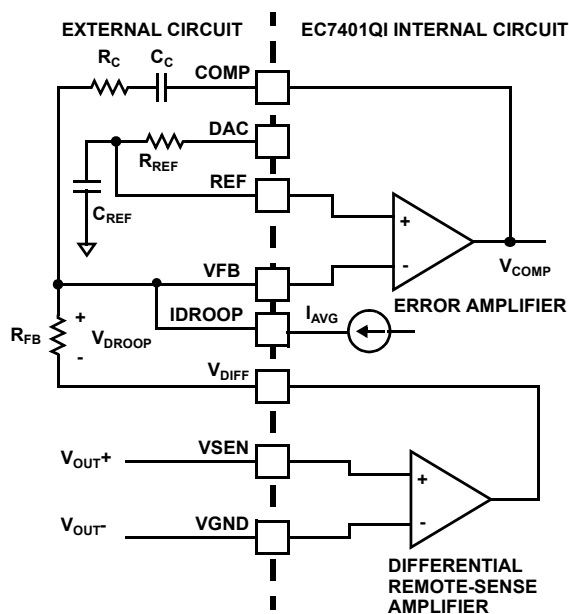 EXTERNAL CIRCUIT
EC7401QI INTERNAL CIRCUIT
RC
CC
COMP
DAC
RREF
REF
CREF
+
-
VCOMP
ERROR AMPLIFIER
VFB
IDROOP
IAVG
RFB
+
VDROOP
-
VDIFF
VOUT+
VSEN
+
VOUT-
VGND
-
DIFFERENTIAL
REMOTE-SENSE
AMPLIFIER